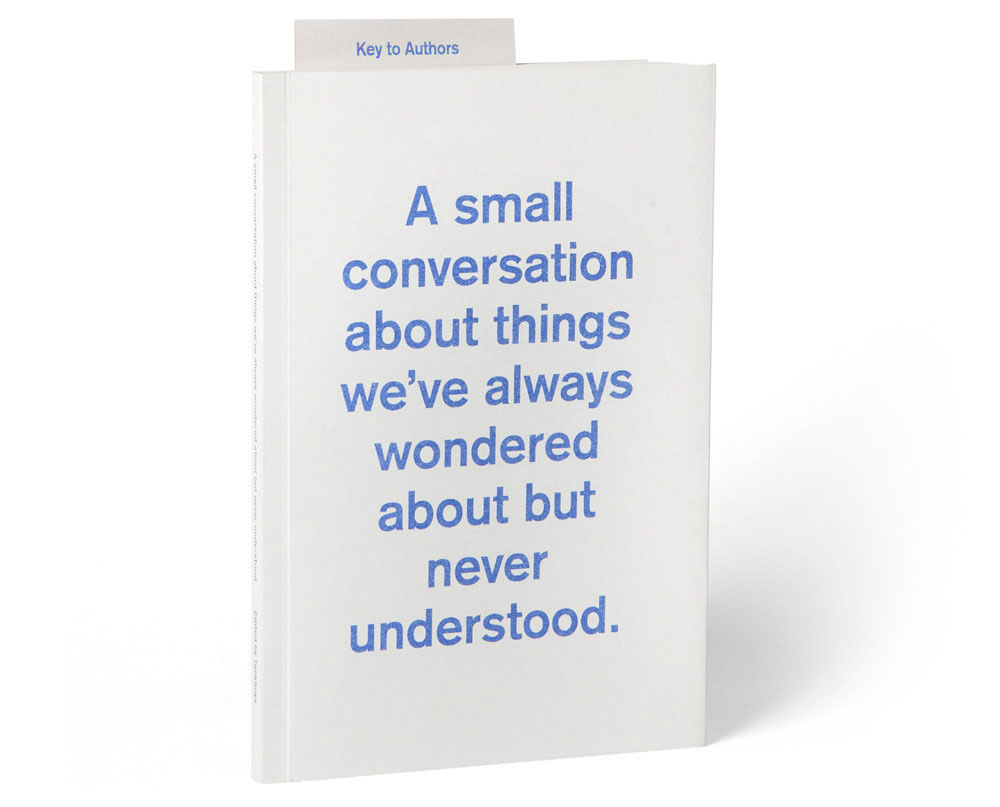 Key to Authors
A small
conversation
about things
we’ve always
wondered
about but
never
understood.
A small conversation about things we’ve always wondered about but never understood.
Edited by